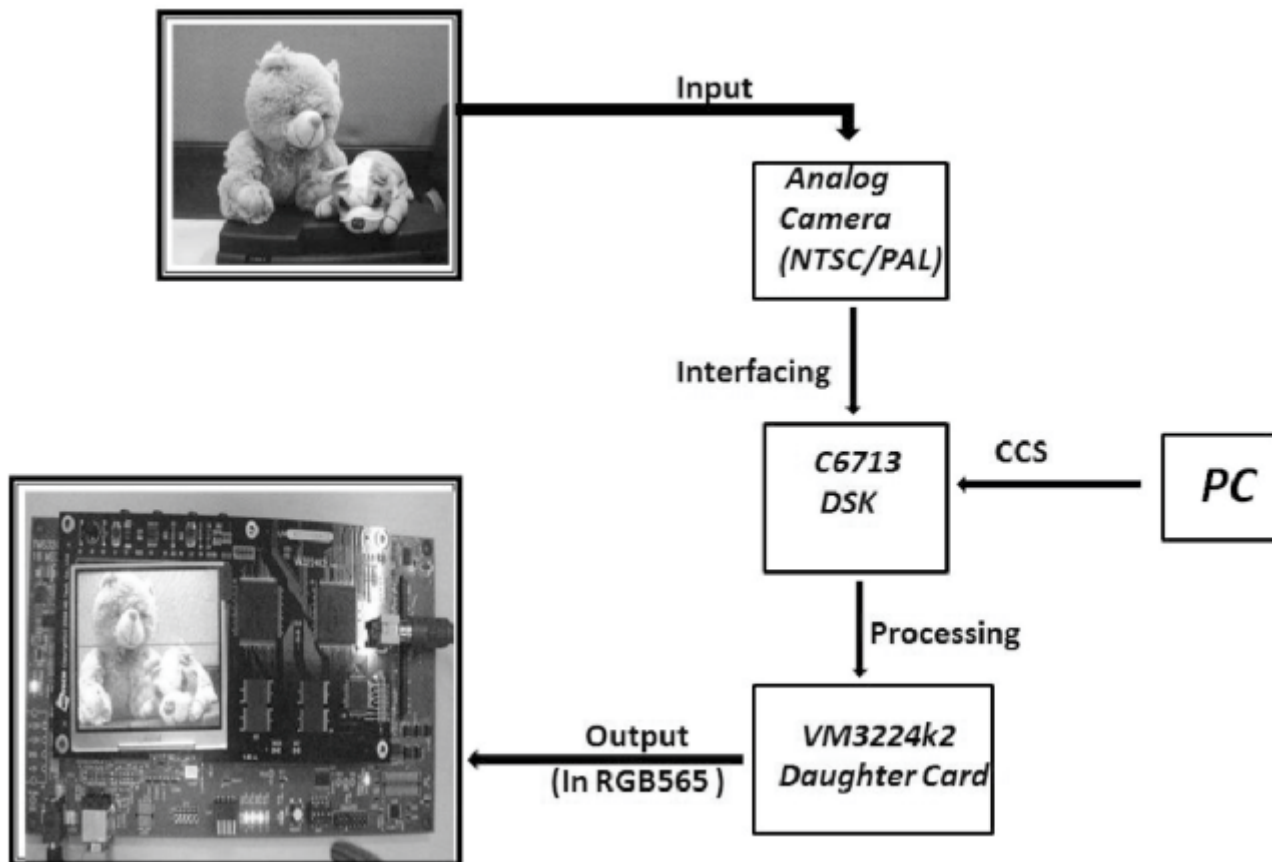 Input
Analog
Camera
(NTSC/PAL)
Interfacing
C6713
DSK
CCS
PC
Processing
VM3224k2
Daughter Card
Output
(In RGB565 )